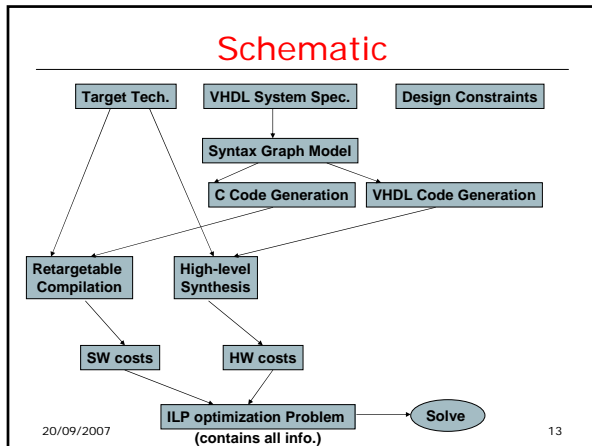 Schematic
Target Tech.
VHDL System Spec.
Design Constraints
Syntax Graph Model
C Code Generation
VHDL Code Generation
Retargetable
Compilation
High-level
Synthesis
SW costs
HW costs
ILP optimization Problem
(contains all info.)
Solve
20/09/2007
13